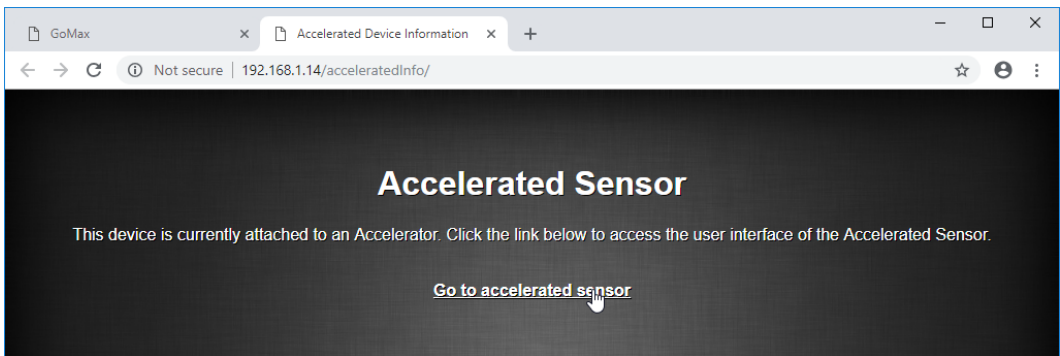 GoMax
Accelerated Device Information
Not secure | 192.168.1.14/acceleratedInfo/
Accelerated Sensor
This device is currently attached to an Accelerator. Click the link below to access the user interface of the Accelerated Sensor.
Go to accelerated sensor